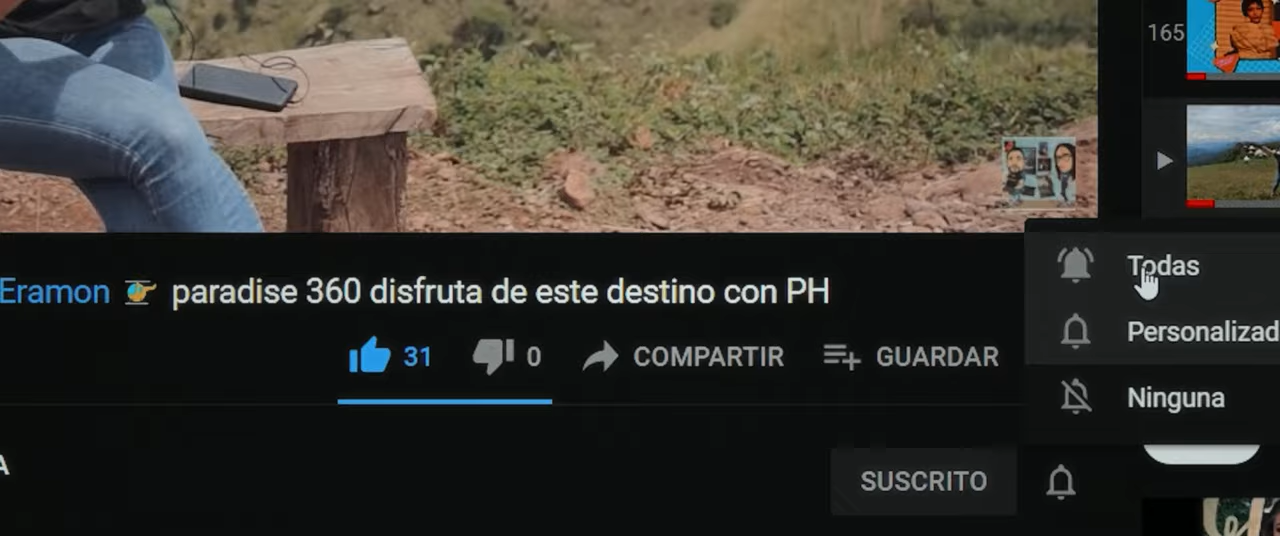 165
Todas
Eramon 🚁 paradise 360 disfruta de este destino con PH
Personalizad
31 0 COMPARTIR GUARDAR
Ninguna
A
SUSCRITO